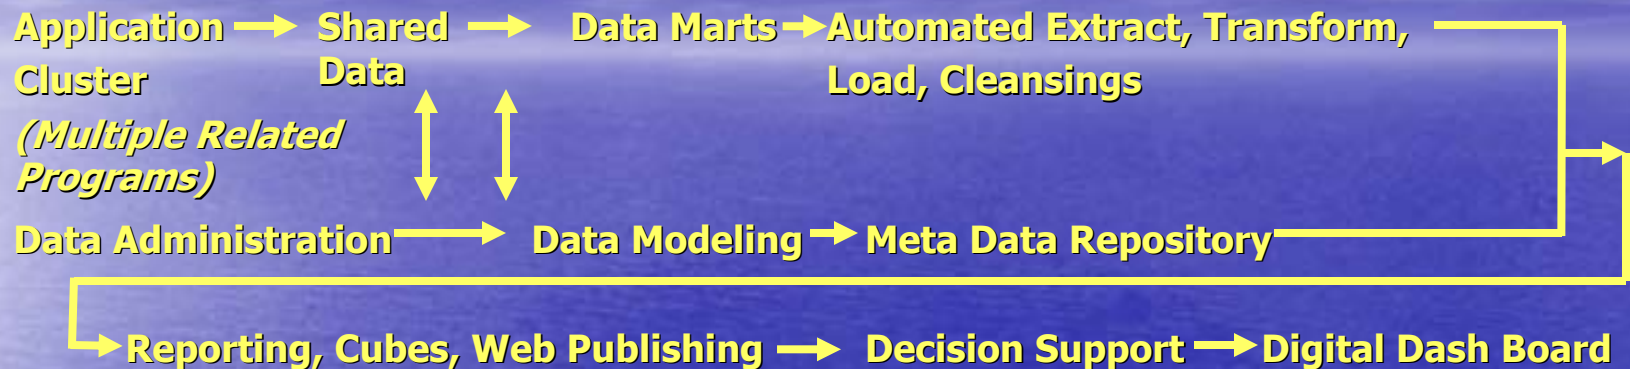 Application Shared Data Marts Automated Extract, Transform,
Cluster Data Load, Cleansings
(Multiple Related
Programs)
Data Administration Data Modeling Meta Data Repository
Reporting, Cubes, Web Publishing Decision Support Digital Dash Board